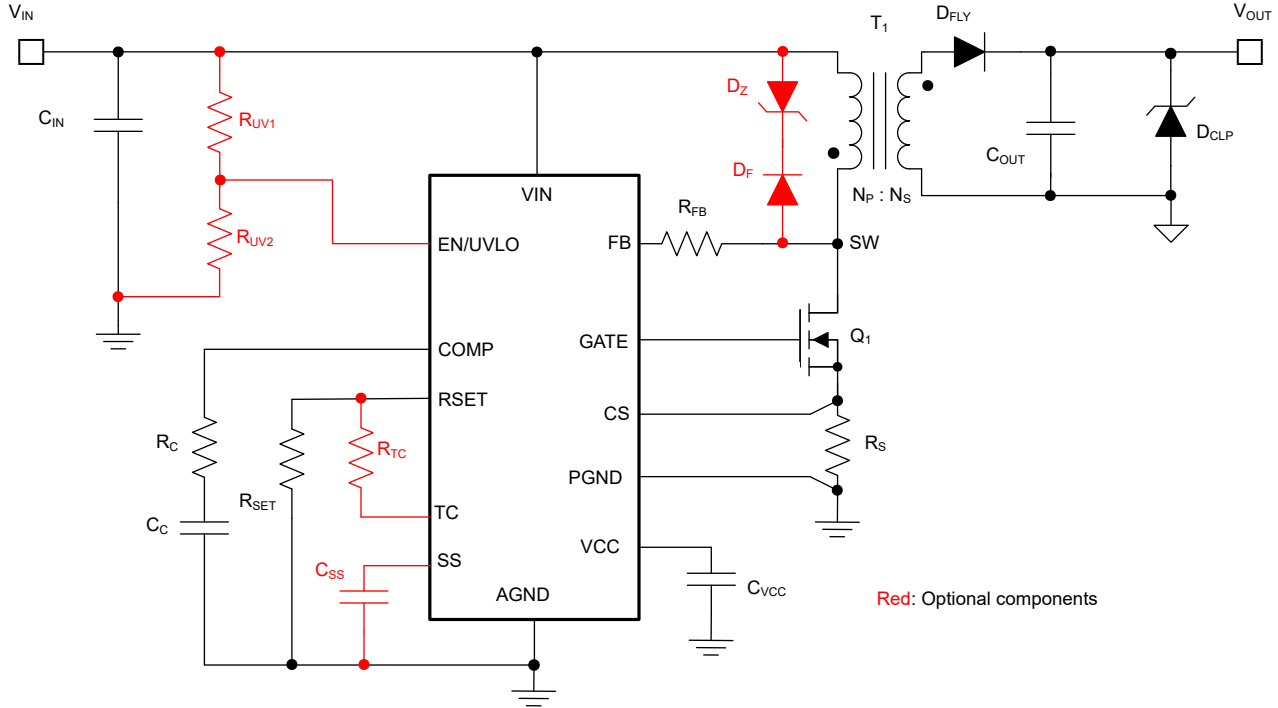 VIN
T1
DFLY
VOUT
CIN
RUV1
DZ
COUT
DCLP
DF
NP : NS
VIN
RFB
RUV2
EN/UVLO
FB
SW
GATE
Q1
COMP
RSET
CS
RC
RTC
RS
PGND
RSET
TC
CC
VCC
SS
CSS
CVCC
AGND
Red: Optional components